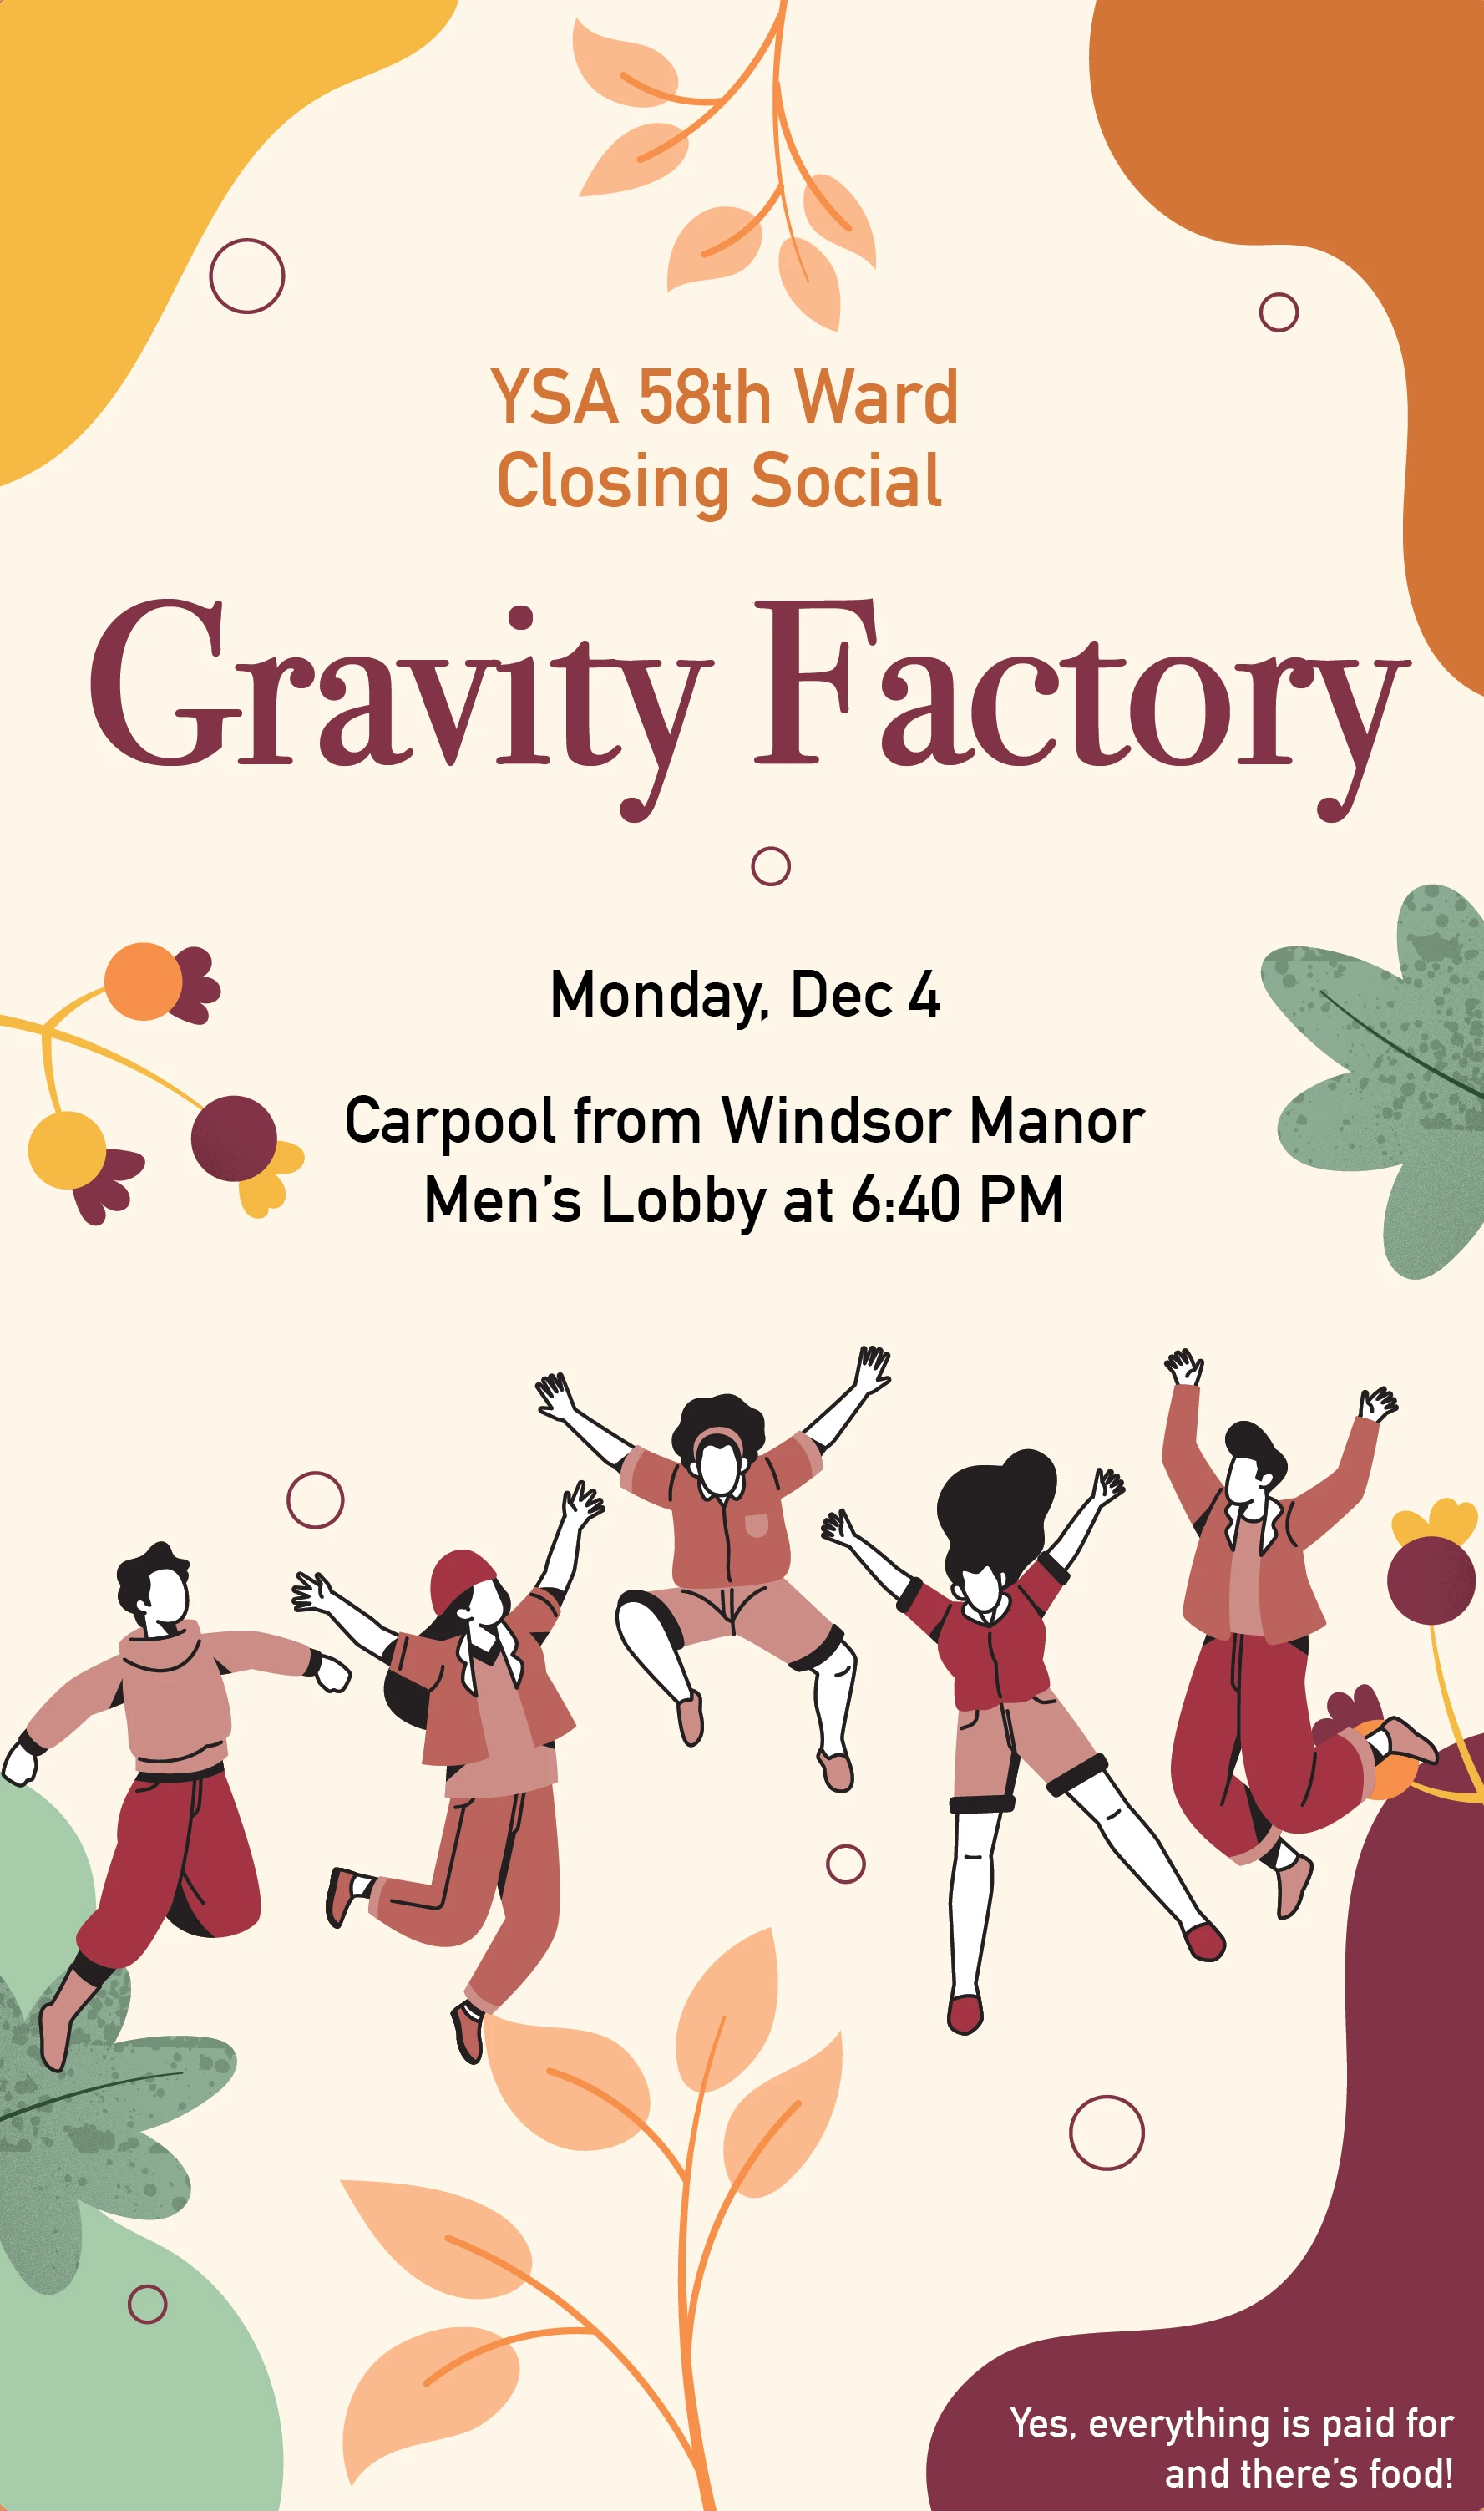 YSA 58th Ward
Closing Social
Gravity Factory
Monday, Dec 4
Carpool from Windsor Manor
Men’s Lobby at 6:40 PM
Yes, everything is paid for
and there’s food!